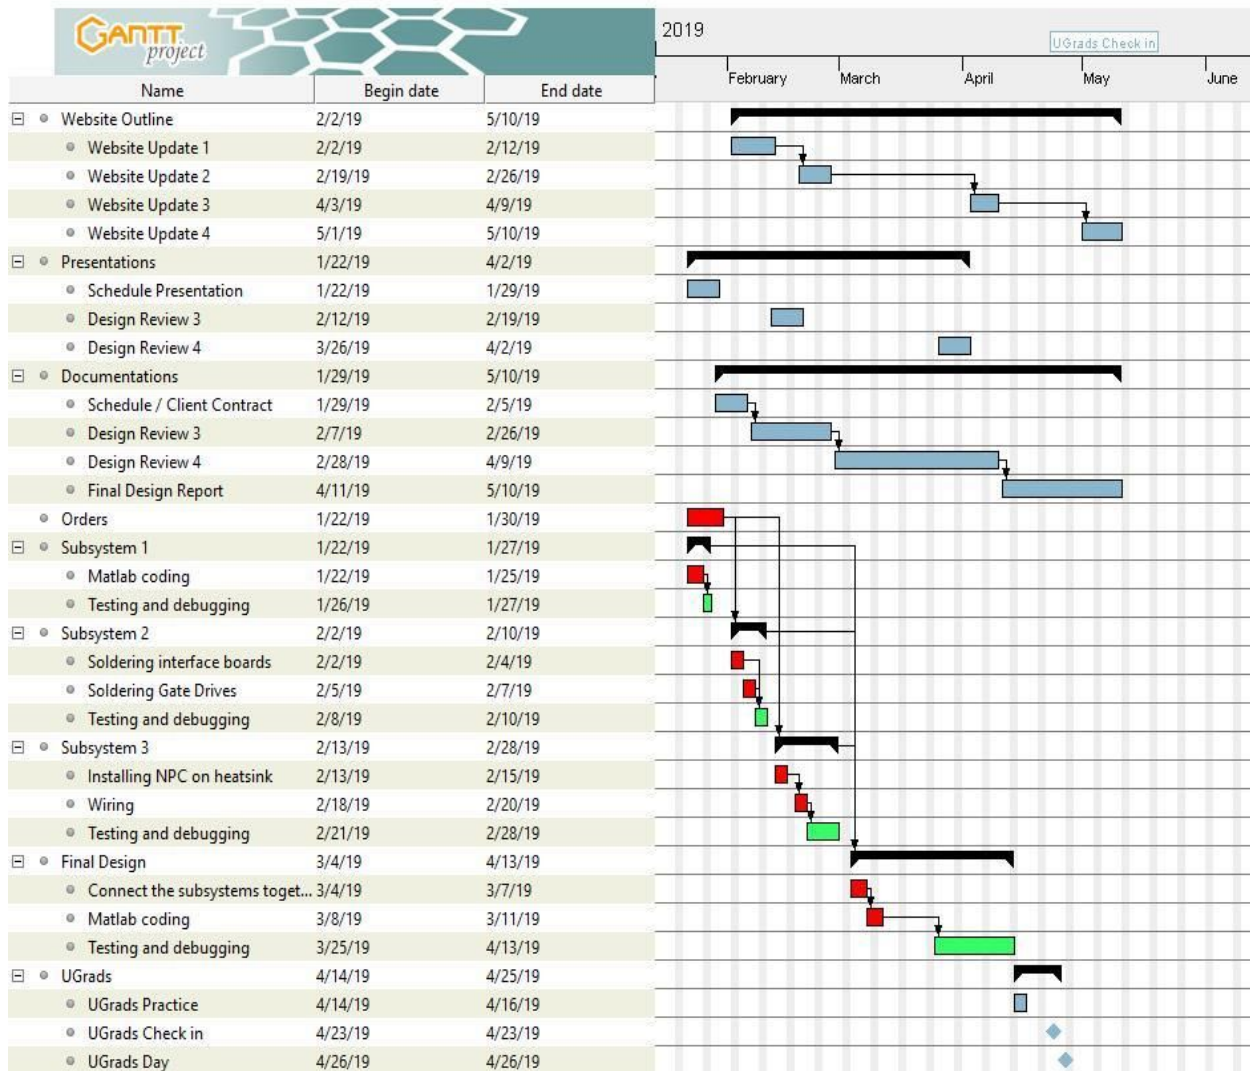 GANTT
project
2019
UGrads Check in
February March April May June
Name Begin date End date
Website Outline 2/2/19 5/10/19
Website Update 1 2/2/19 2/12/19
Website Update 2 2/19/19 2/26/19
Website Update 3 4/3/19 4/9/19
Website Update 4 5/1/19 5/10/19
Presentations 1/22/19 4/2/19
Schedule Presentation 1/22/19 1/29/19
Design Review 3 2/12/19 2/19/19
Design Review 4 3/26/19 4/2/19
Documentations 1/29/19 5/10/19
Schedule / Client Contract 1/29/19 2/5/19
Design Review 3 2/7/19 2/26/19
Design Review 4 2/28/19 4/9/19
Final Design Report 4/11/19 5/10/19
Orders 1/22/19 1/30/19
Subsystem 1 1/22/19 1/27/19
Matlab coding 1/22/19 1/25/19
Testing and debugging 1/26/19 1/27/19
Subsystem 2 2/2/19 2/10/19
Soldering interface boards 2/2/19 2/4/19
Soldering Gate Drives 2/5/19 2/7/19
Testing and debugging 2/8/19 2/10/19
Subsystem 3 2/13/19 2/28/19
Installing NPC on heatsink 2/13/19 2/15/19
Wiring 2/18/19 2/20/19
Testing and debugging 2/21/19 2/28/19
Final Design 3/4/19 4/13/19
Connect the subsystems toget... 3/4/19 3/7/19
Matlab coding 3/8/19 3/11/19
Testing and debugging 3/25/19 4/13/19
UGrads 4/14/19 4/25/19
UGrads Practice 4/14/19 4/16/19
UGrads Check in 4/23/19 4/23/19
UGrads Day 4/26/19 4/26/19